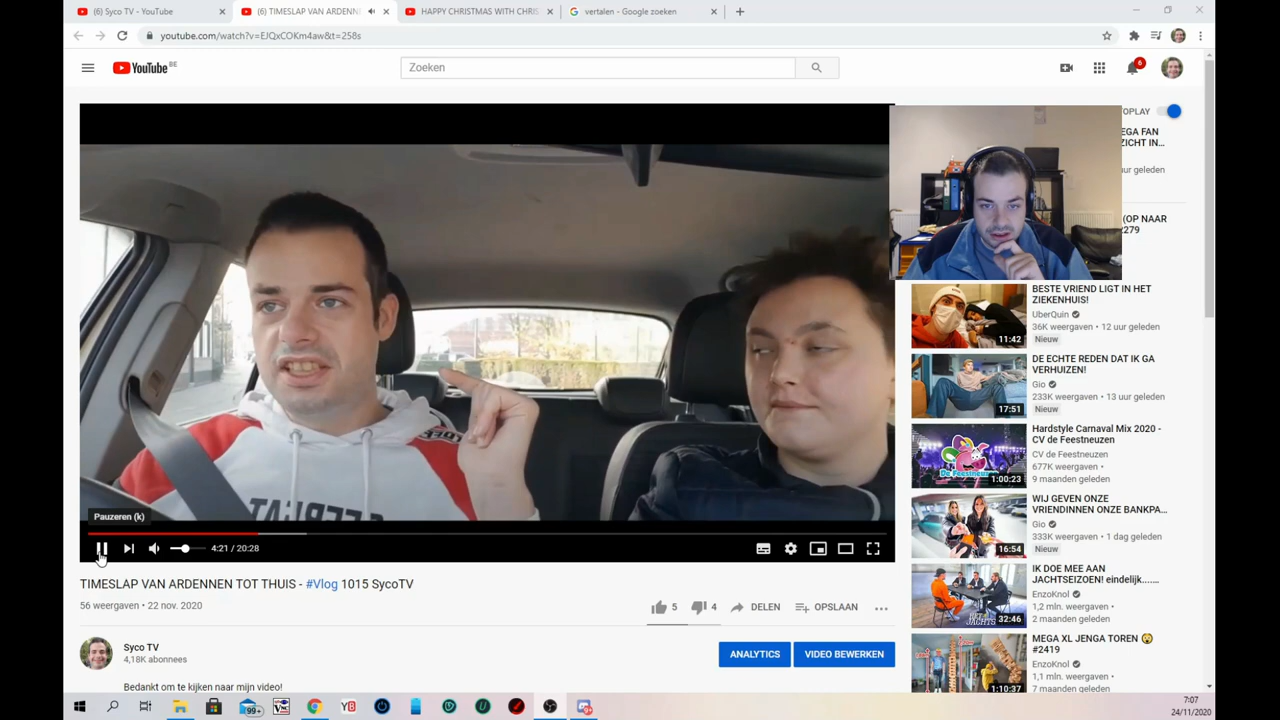 (6) Syco TV - YouTube
(6) TIMESLAP VAN ARDENN
HAPPY CHRISTMAS WITH CHRIS
vertalen - Google zoeken
youtube.com/watch?v=EJQxCOKm4aw&t=258s
YouTube BE
Zoeken
6
OPLAY
EGA FAN
ZICHT IN...
ur geleden
(OP NAAR
279
BESTE VRIEND LIGT IN HET
ZIEKENHUIS!
UberQuin
36K weergaven • 12 uur geleden
Nieuw
11:42
DE ECHTE REDEN DAT IK GA
VERHUIZEN!
Gio
233K weergaven • 13 uur geleden
Nieuw
17:51
Hardstyle Carnaval Mix 2020 -
CV de Feestneuzen
CV de Feestneuzen
677K weergaven •
9 maanden geleden
1:00:23
WIJ GEVEN ONZE
VRIENDINNEN ONZE BANKPA...
Gio
333K weergaven • 1 dag geleden
Nieuw
16:54
IK DOE MEE AAN
JACHTSEIZOEN! eindelijk.....
EnzoKnol
1,2 mln. weergaven •
2 maanden geleden
32:46
MEGA XL JENGA TOREN 😲
#2419
EnzoKnol
1,1 mln. weergaven •
7 maanden geleden
1:10:37
Pauzeren (k)
4:21 / 20:28
TIMESLAP VAN ARDENNEN TOT THUIS - #Vlog 1015 SycoTV
56 weergaven • 22 nov. 2020
5
4
DELEN
OPSLAAN
Syco TV
4,18K abonnees
ANALYTICS
VIDEO BEWERKEN
Bedankt om te kijken naar mijn video!
99+
7:07
24/11/2020